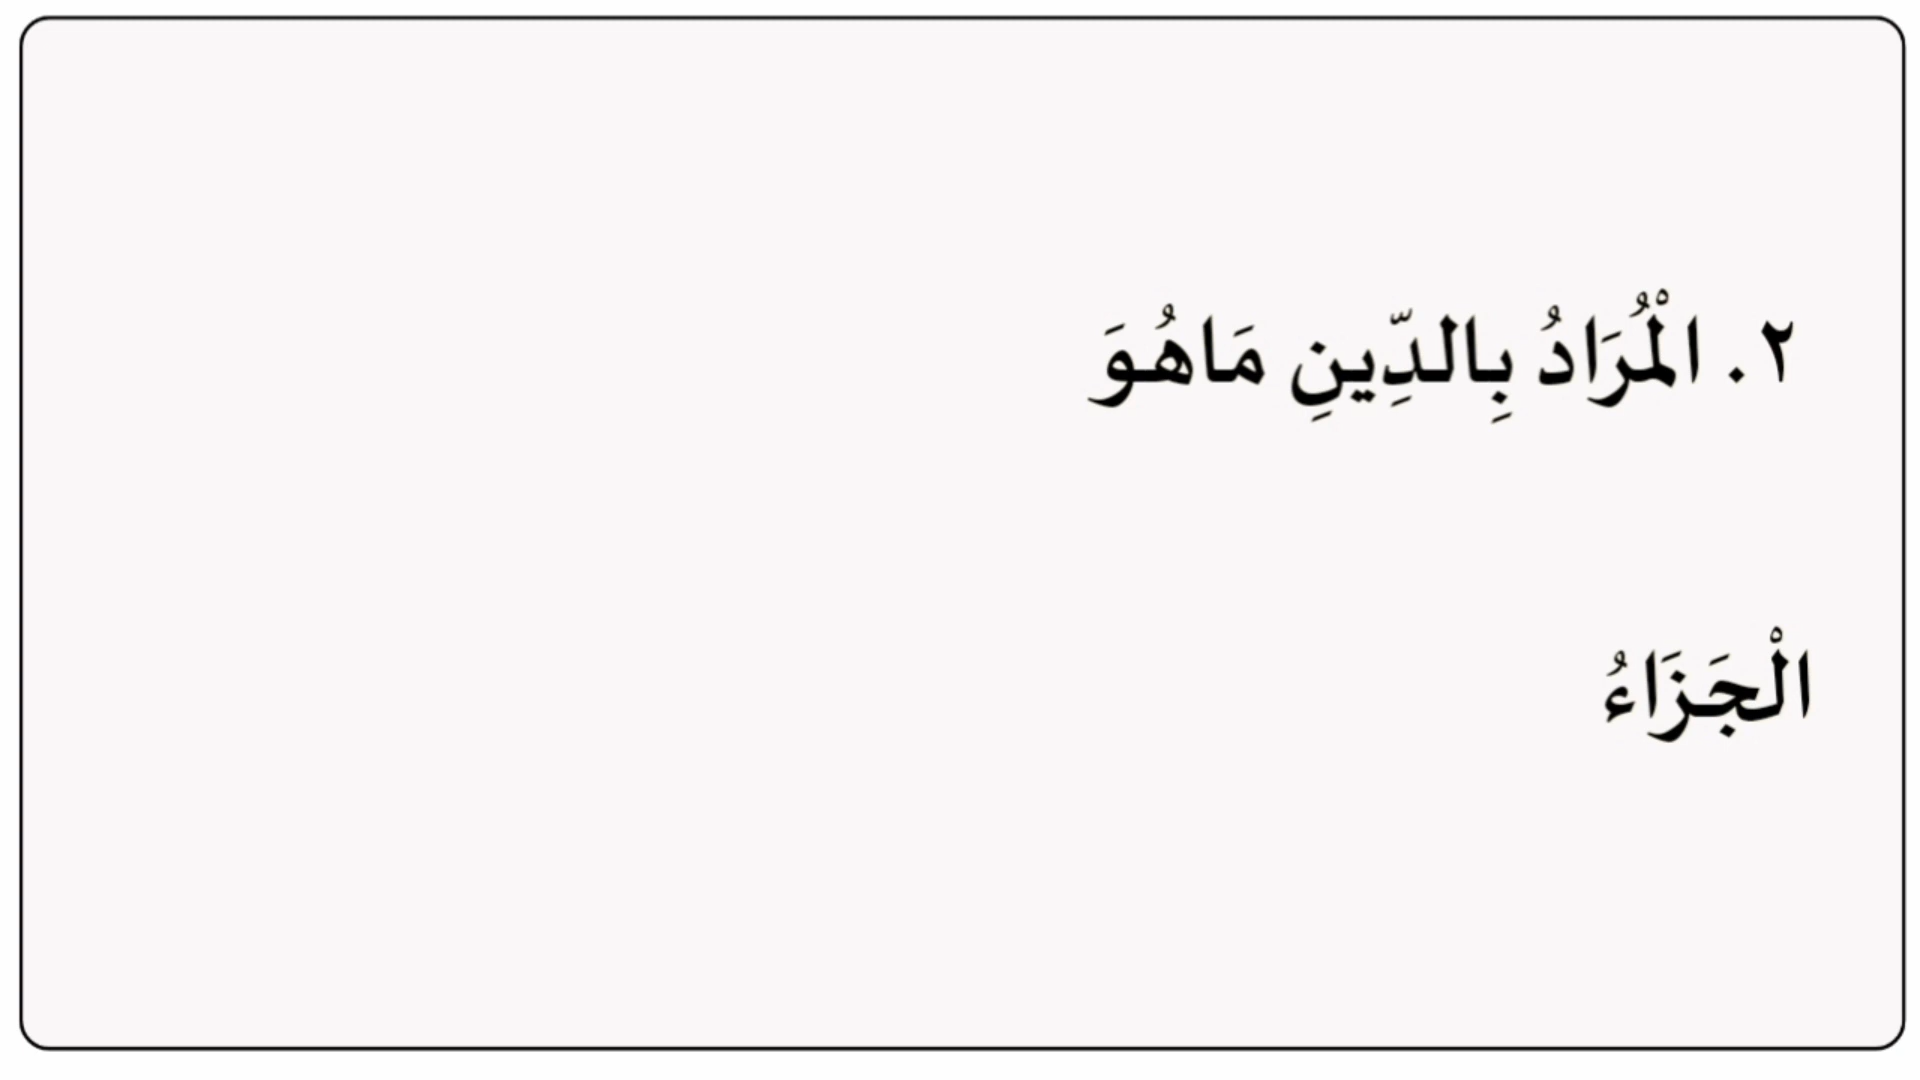 ٢. الْمُرَادُ بِالدِّينِ مَاهُوَ
الْجَزَاءُ